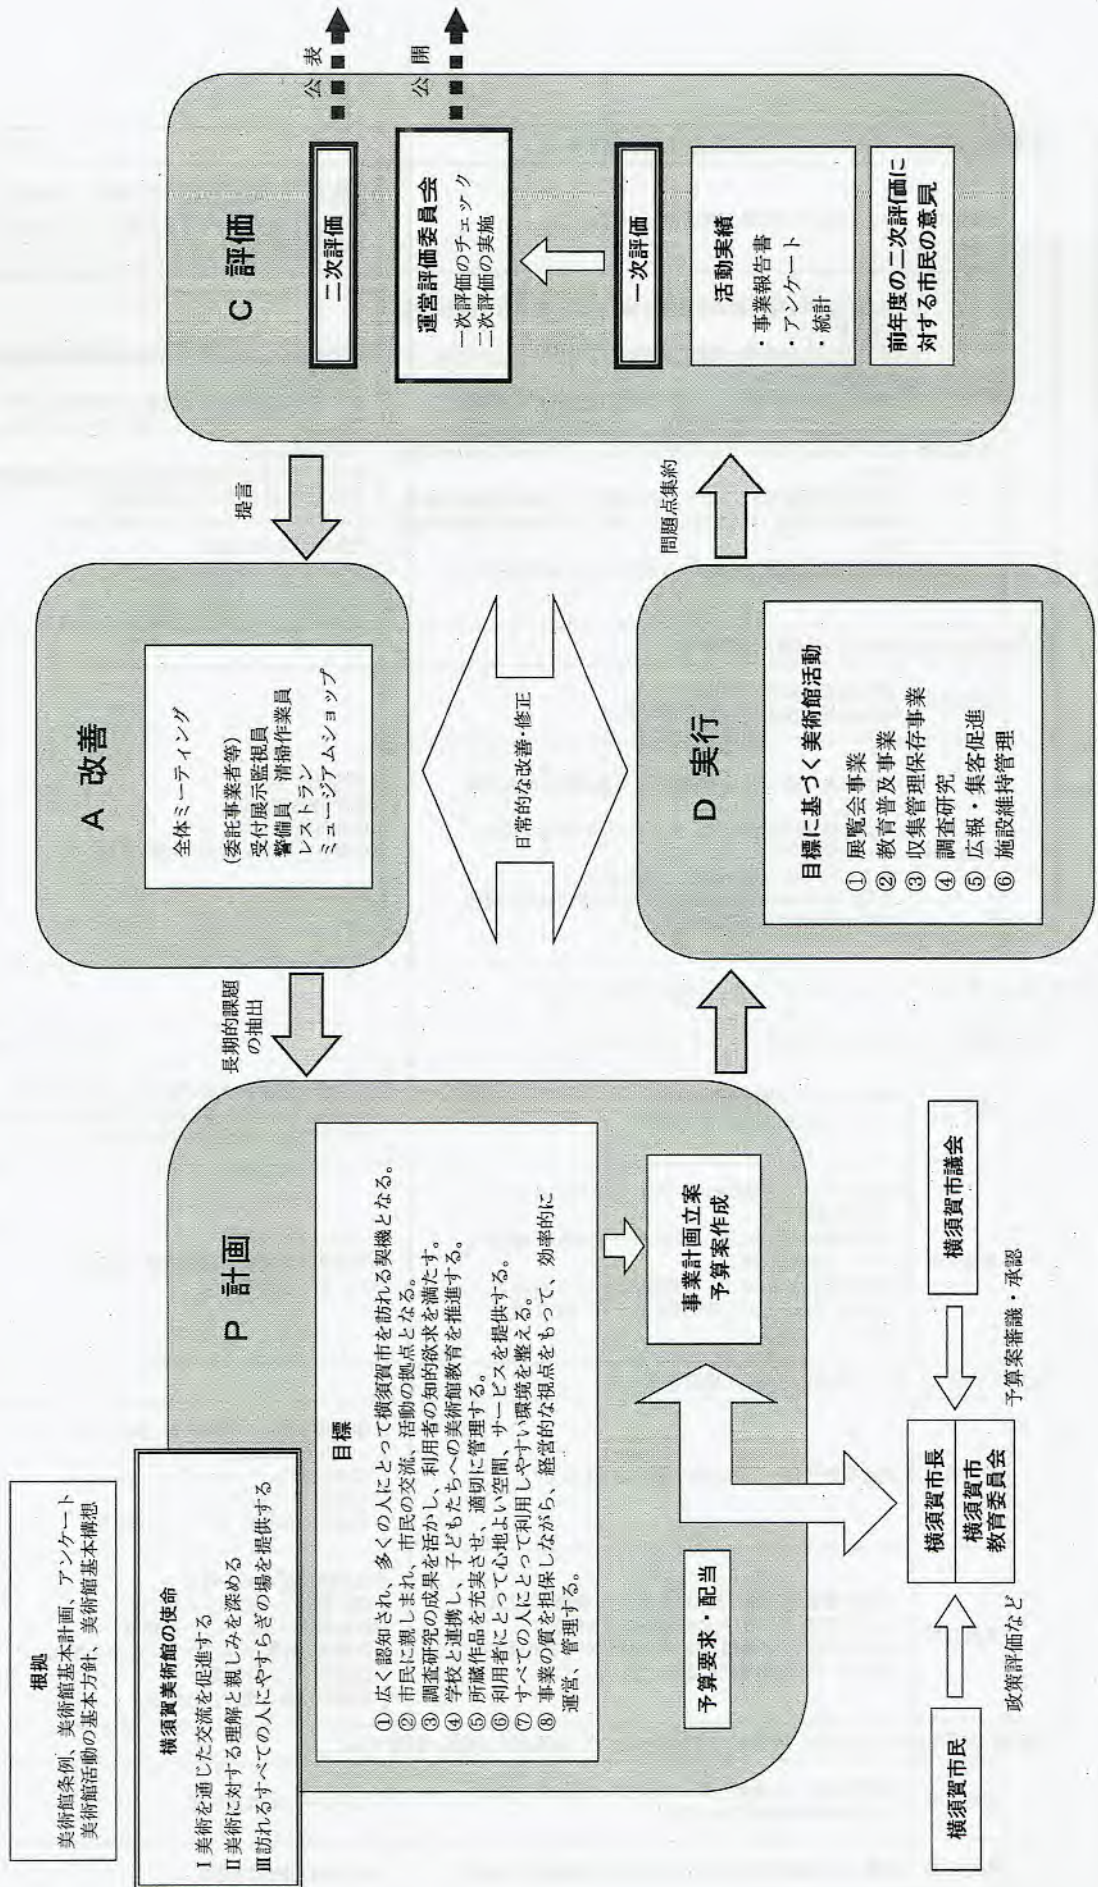 根拠
美術館条例、美術館基本計画、アンケート
美術館活動の基本方針、美術館基本構想
横須賀美術館の使命
Ⅰ美術を通じた交流を促進する
Ⅱ美術に対する理解と親しみを深める
Ⅲ訪れるすべての人にやすらぎの場を提供する
P 計画
目標
① 広く認知され、多くの人にとって横須賀市を訪れる契機となる。
② 市民に親しまれ、市民の交流、活動の拠点となる。
③ 調査研究の成果を活かし、利用者の知的欲求を満たす。
④ 学校と連携し、子どもたちへの美術館教育を推進する。
⑤ 所蔵作品を充実させ、適切に管理する。
⑥ 利用者にとって心地よい空間、サービスを提供する。
⑦ すべての人にとって利用しやすい環境を整える。
⑧ 事業の質を担保しながら、経営的な視点をもって、効率的に
運営、管理する。
事業計画立案
予算案作成
予算要求・配当
横須賀市長
横須賀市
教育委員会
横須賀市民
政策評価など
横須賀市議会
予算案審議・承認
長期的課題
の抽出
A 改善
全体ミーティング
(委託事業者等)
受付展示監視員
警備員 清掃作業員
レストラン
ミュージアムショップ
日常的な改善・修正
D 実行
目標に基づく美術館活動
① 展覧会事業
② 教育普及事業
③ 収集管理保存事業
④ 調査研究
⑤ 広報・集客促進
⑥ 施設維持管理
提言
問題点集約
C 評価
二次評価
公表
運営評価委員会
一次評価のチェック
二次評価の実施
公開
一次評価
活動実績
・事業報告書
・アンケート
・統計
前年度の二次評価に
対する市民の意見